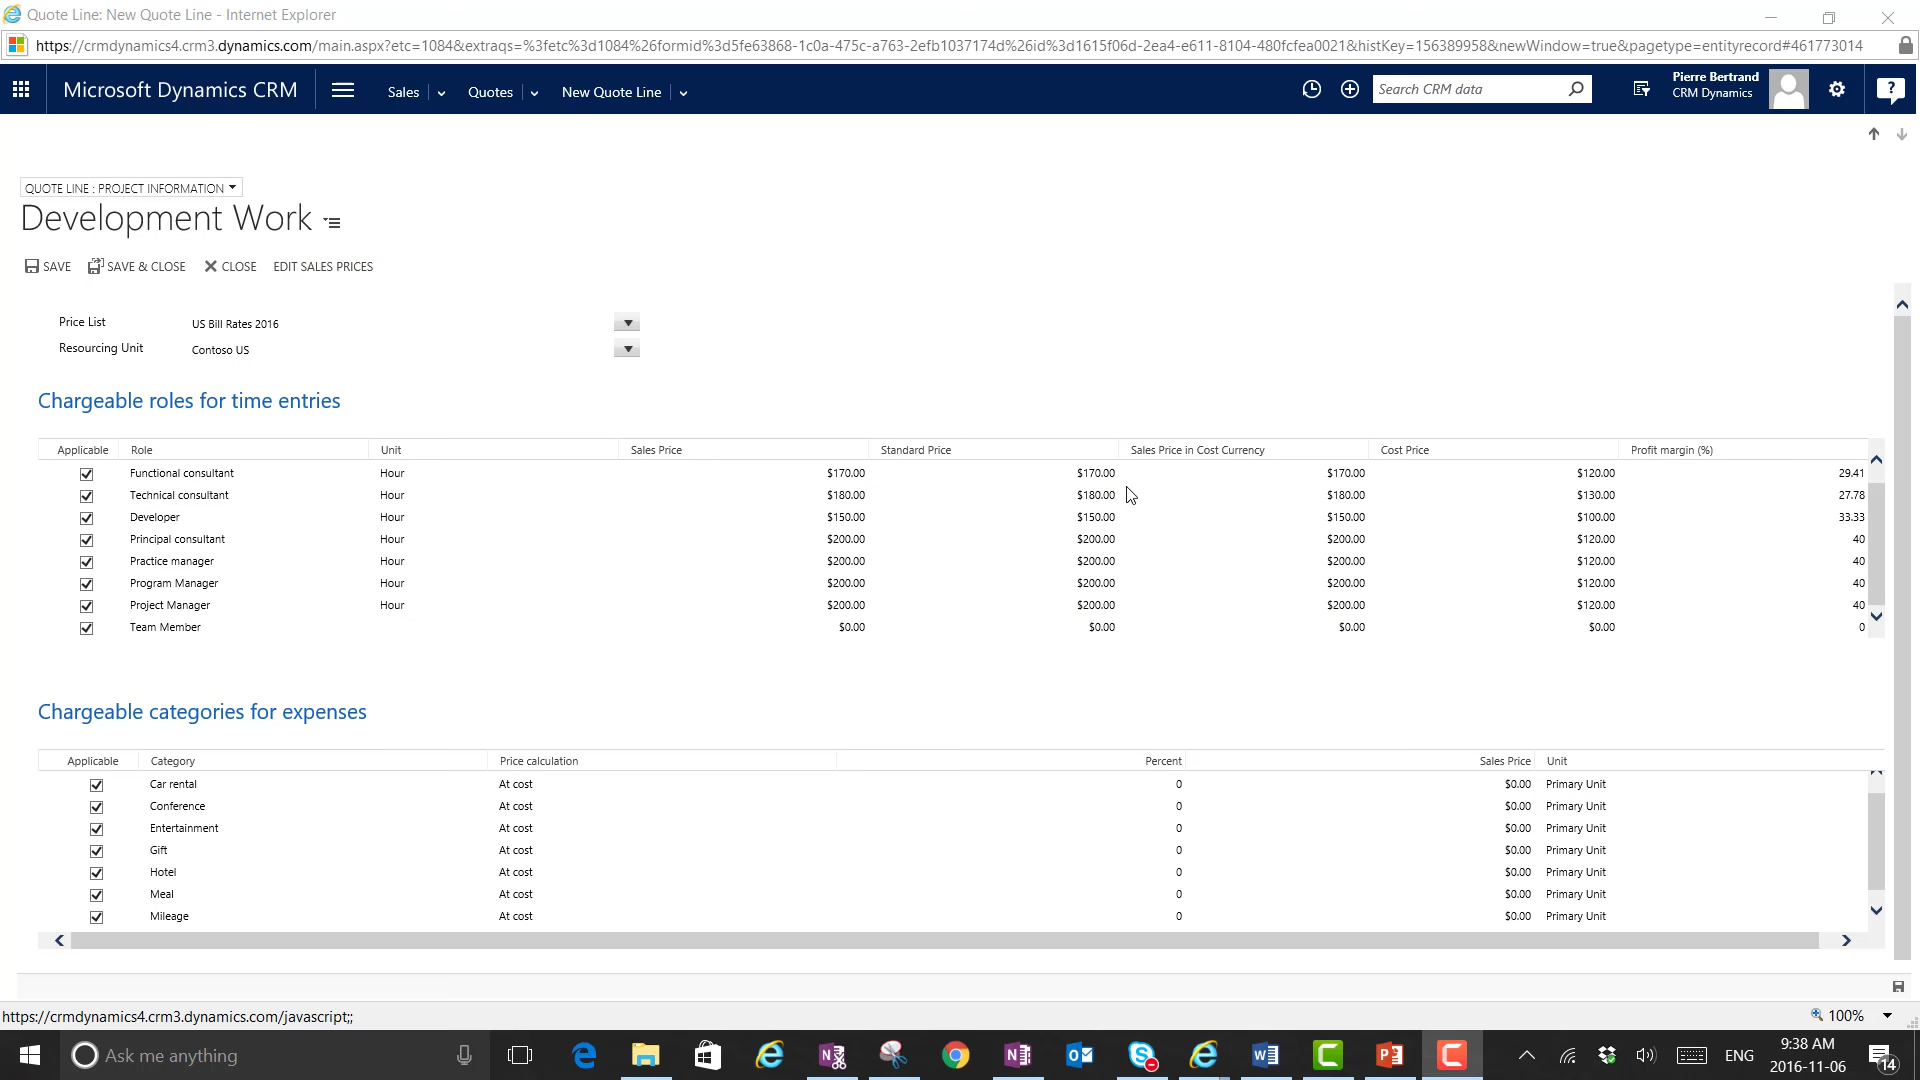 Quote Line: New Quote Line - Internet Explorer
https://crmdynamics4.crm3.dynamics.com/main.aspx?etc=1084&extraqs=%3fetc%3d1084%26formid%3d5fe63868-1c0a-475c-a763-2efb1037174d%26id%3d1615f06d-2ea4-e611-8104-480fcfea0021&histKey=156389958&newWindow=true&pagetype=entityrecord#461773014
Microsoft Dynamics CRM Sales Quotes New Quote Line Search CRM data Pierre Bertrand
CRM Dynamics
QUOTE LINE : PROJECT INFORMATION
Development Work
SAVE SAVE & CLOSE CLOSE EDIT SALES PRICES
Price List US Bill Rates 2016
Resourcing Unit Contoso US
Chargeable roles for time entries
Applicable Role Unit Sales Price Standard Price Sales Price in Cost Currency Cost Price Profit margin (%)
Functional consultant Hour $170.00 $170.00 $170.00 $120.00 29.41
Technical consultant Hour $180.00 $180.00 $180.00 $130.00 27.78
Developer Hour $150.00 $150.00 $150.00 $100.00 33.33
Principal consultant Hour $200.00 $200.00 $200.00 $120.00 40
Practice manager Hour $200.00 $200.00 $200.00 $120.00 40
Program Manager Hour $200.00 $200.00 $200.00 $120.00 40
Project Manager Hour $200.00 $200.00 $200.00 $120.00 40
Team Member $0.00 $0.00 $0.00 $0.00 0
Chargeable categories for expenses
Applicable Category Price calculation Percent Sales Price Unit
Car rental At cost 0 $0.00 Primary Unit
Conference At cost 0 $0.00 Primary Unit
Entertainment At cost 0 $0.00 Primary Unit
Gift At cost 0 $0.00 Primary Unit
Hotel At cost 0 $0.00 Primary Unit
Meal At cost 0 $0.00 Primary Unit
Mileage At cost 0 $0.00 Primary Unit
https://crmdynamics4.crm3.dynamics.com/javascript;; 100%
Ask me anything ENG 9:38 AM
2016-11-06 14